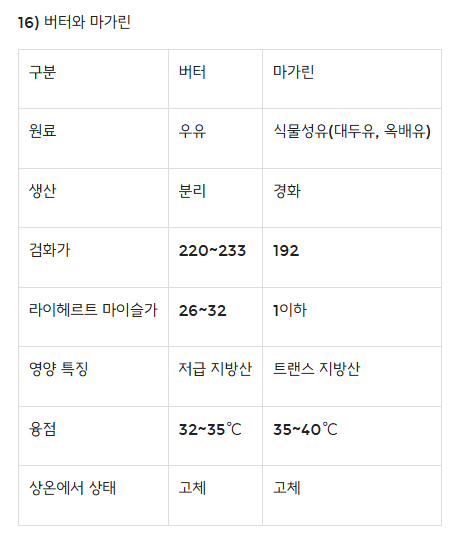 16) 버터와 마가린
구분 버터 마가린
원료 우유 식물성유(대두유, 옥배유)
생산 분리 경화
검화가 220~233 192
라이헤르트 마이슬가 26~32 1이하
영양 특징 저급 지방산 트랜스 지방산
융점 32~35℃ 35~40℃
상온에서 상태 고체 고체